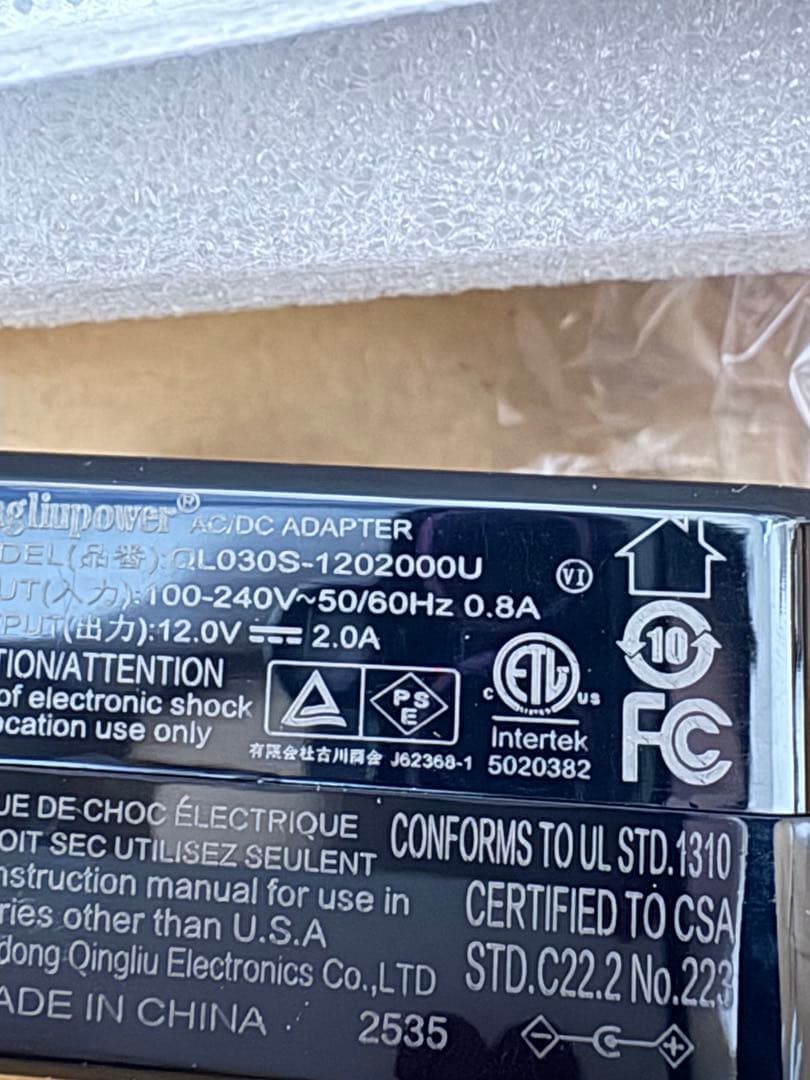 ngliupower® AC/DC ADAPTER
DEL(品番):QL030S-1202000U
UT(入力):100-240V~50/60Hz 0.8A
PUT(出力):12.0V 2.0A
VI
TION/ATTENTION
of electronic shock
ocation use only
PS
E
有限会社古川商会 J62368-1
C ETL US
Intertek
5020382
10
FC
UE DE CHOC ÉLECTRIQUE
OIT SEC UTILISEZ SEULENT
nstruction manual for use in
ries other than U.S.A
dong Qingliu Electronics Co.,LTD
ADE IN CHINA
2535
CONFORMS TO UL STD.1310
CERTIFIED TO CSA
STD.C22.2 No.223